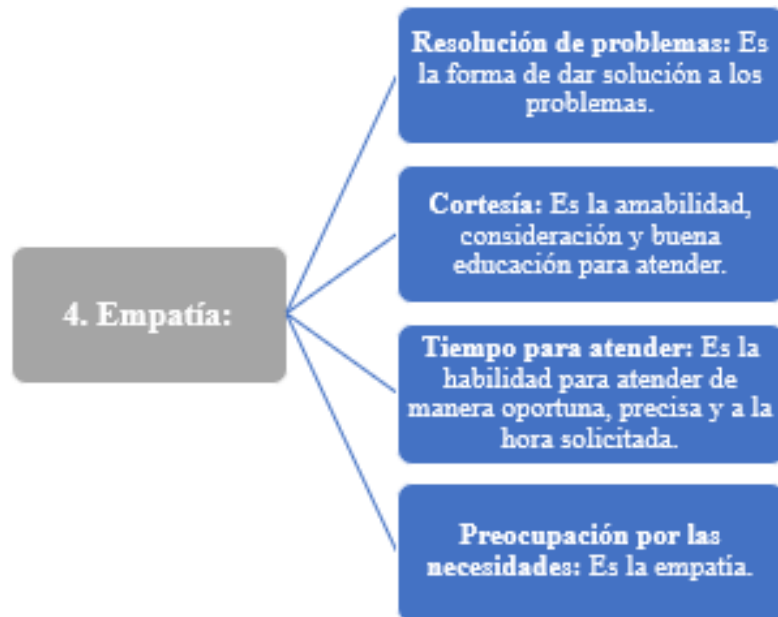 4. Empatía:
Resolución de problemas: Es
la forma de dar solución a los
problemas.
Cortesía: Es la amabilidad,
consideración y buena
educación para atender.
Tiempo para atender: Es la
habilidad para atender de
manera oportuna, precisa y a la
hora solicitada.
Preocupación por las
necesidades: Es la empatía.